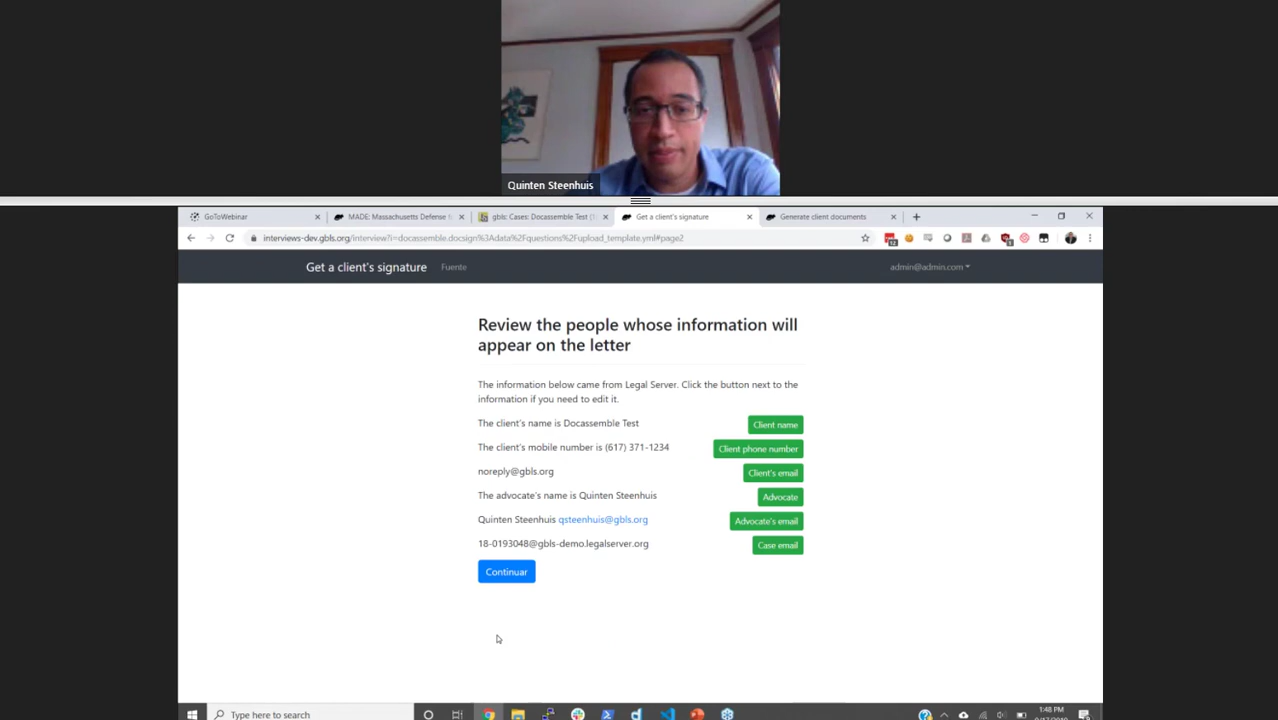 Quinten Steenhuis
GoToWebinar
MADE: Massachusetts Defense
gbls: Cases: Docassemble Test
Get a client's signature
Generate client documents
interviews-dev.gbls.org/interview?i=docassemble.docsign%3Adata%2Fquestions%2Fupload_template.yml#page2
Get a client's signature
Fuente
admin@admin.com
Review the people whose information will
appear on the letter
The information below came from Legal Server. Click the button next to the
information if you need to edit it.
The client's name is Docassemble Test
Client name
The client's mobile number is (617) 371-1234
Client phone number
noreply@gbls.org
Client's email
The advocate's name is Quinten Steenhuis
Advocate
Quinten Steenhuis qsteenhuis@gbls.org
Advocate's email
18-0193048@gbls-demo.legalserver.org
Case email
Continuar
Type here to search
1:48 PM